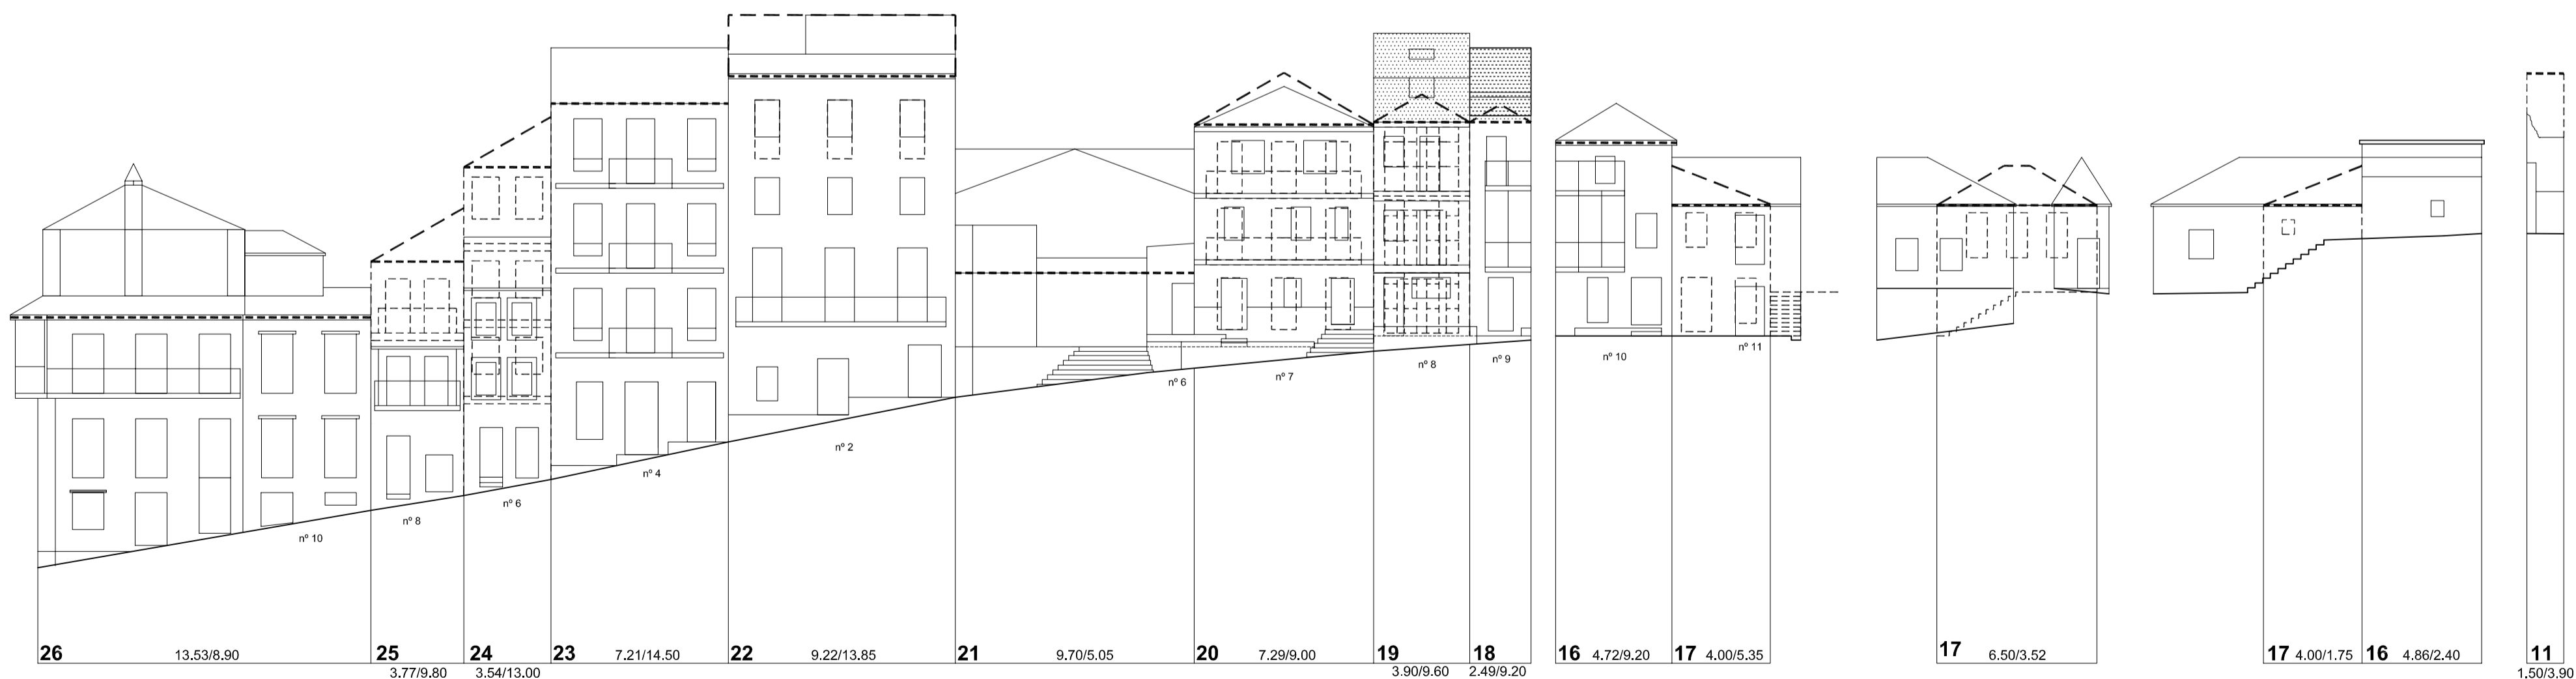 nº 10
nº 8
nº 6
nº 4
nº 2
nº 6
nº 7
nº 8
nº 9
nº 10
nº 11
26 13.53/8.90
25 3.77/9.80
24 3.54/13.00
23 7.21/14.50
22 9.22/13.85
21 9.70/5.05
20 7.29/9.00
19 3.90/9.60
18 2.49/9.20
16 4.72/9.20
17 4.00/5.35
17 6.50/3.52
17 4.00/1.75
16 4.86/2.40
11 1.50/3.90